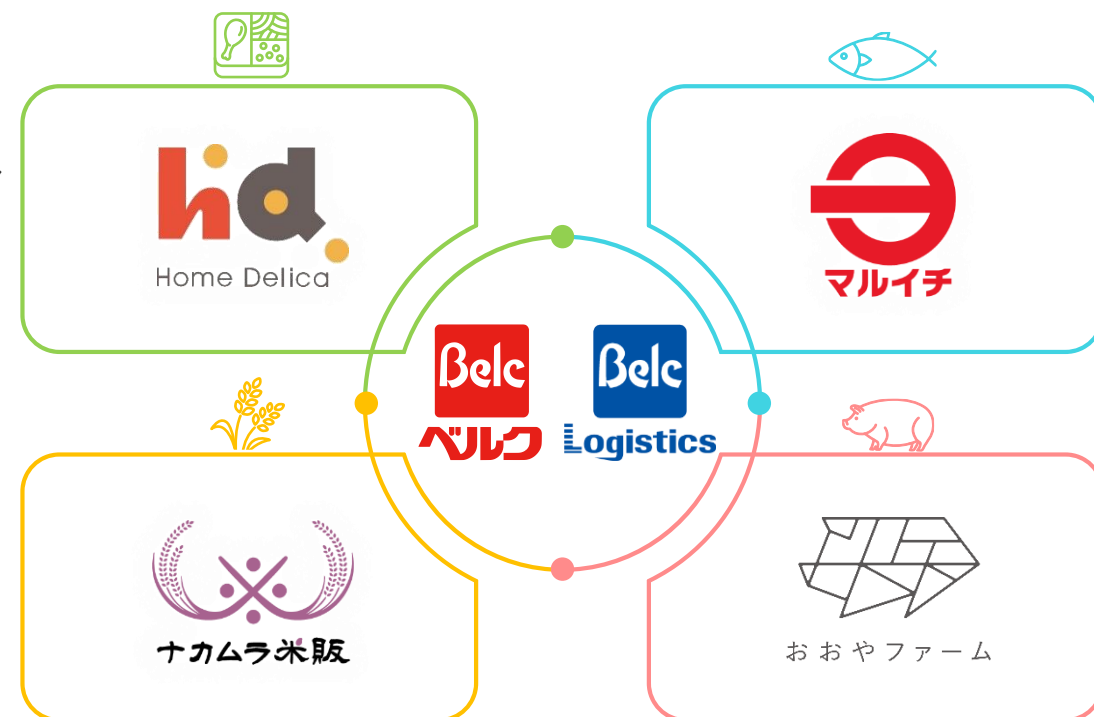 hd.
Home Delica
マルイチ
Belc
ベルク
Belc
Logistics
ナカムラ米販
おおやファーム